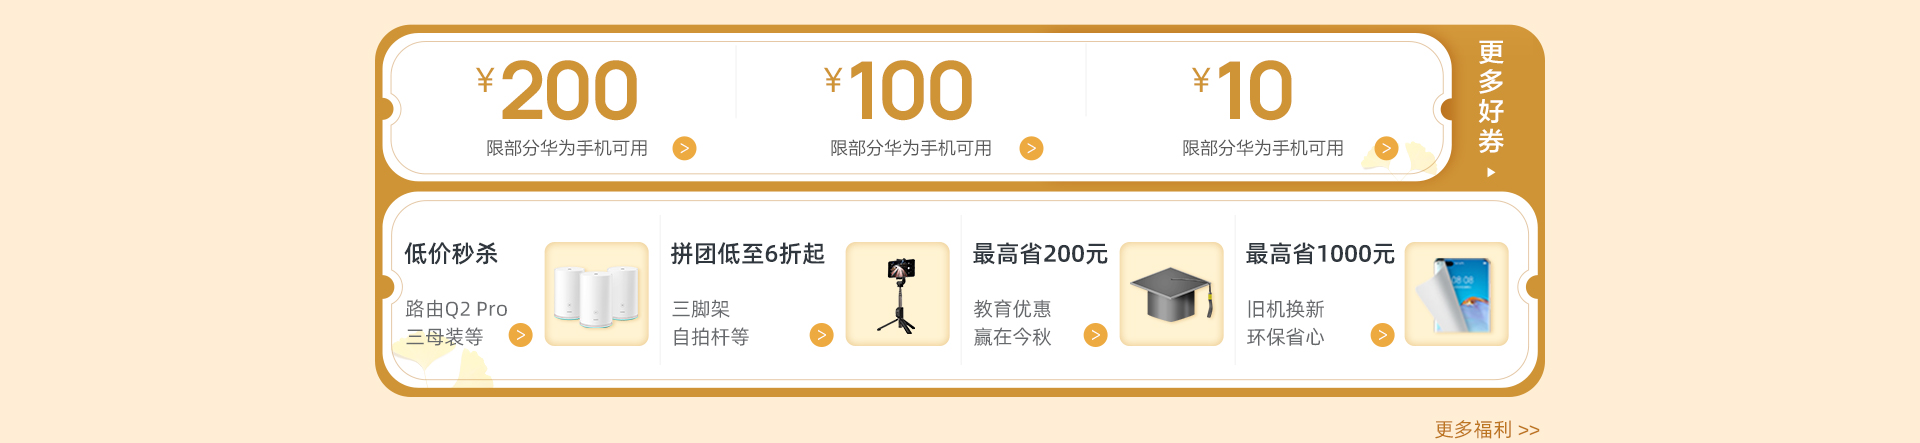 ¥200
限部分华为手机可用 >
¥100
限部分华为手机可用 >
¥10
限部分华为手机可用 >
更多好券
低价秒杀
路由Q2 Pro
三母装等 >
拼团低至6折起
三脚架
自拍杆等 >
最高省200元
教育优惠
赢在今秋 >
最高省1000元
旧机换新
环保省心 >
更多福利 >>